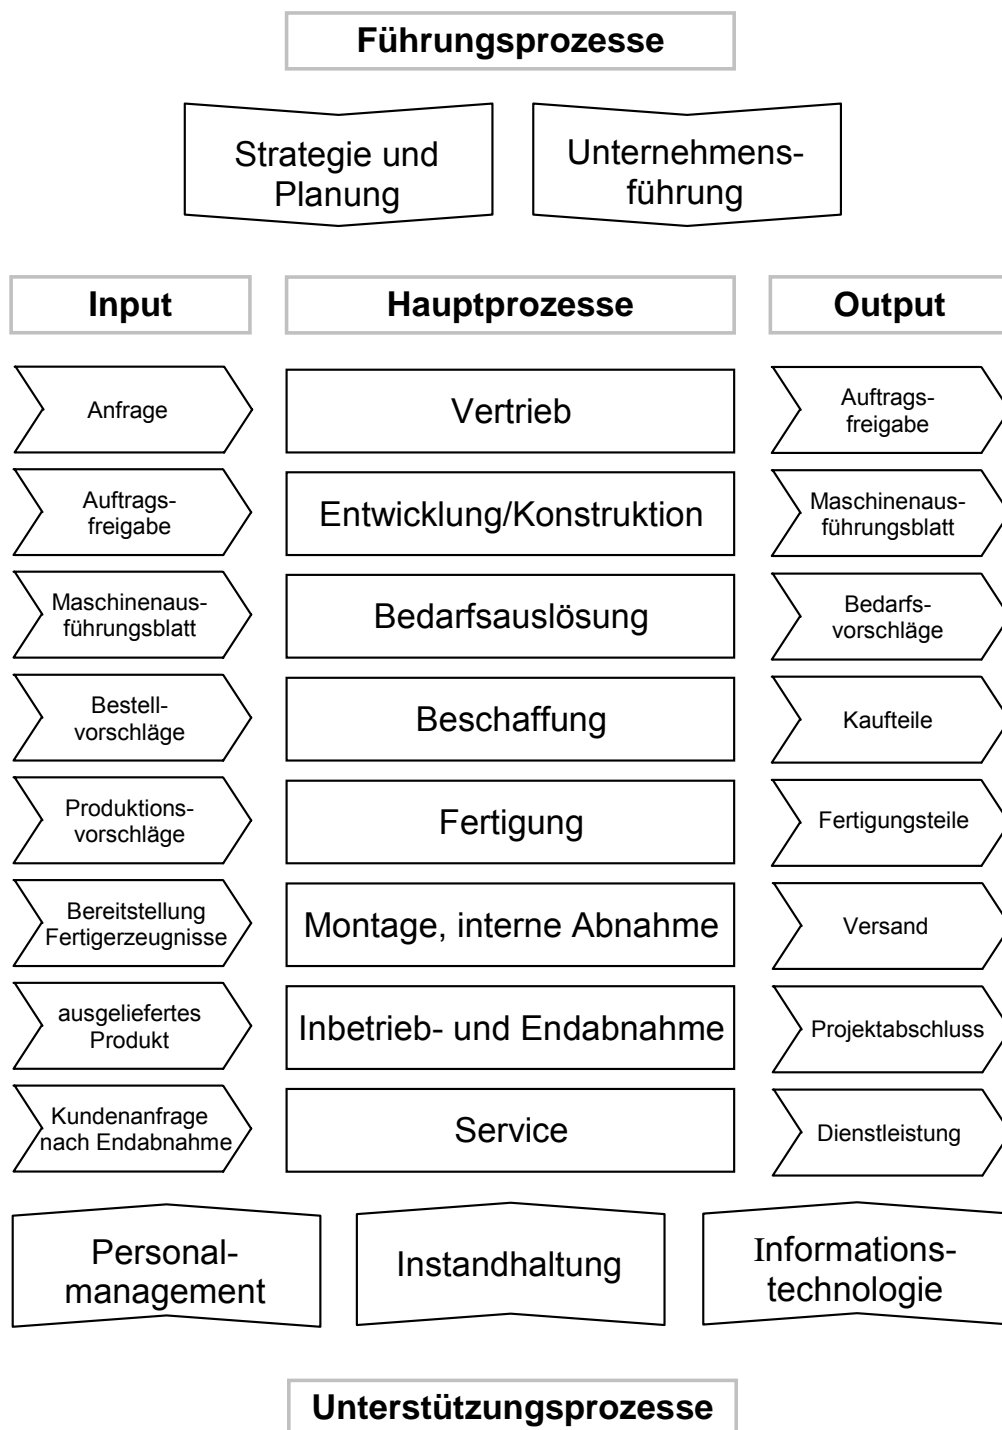 Führungsprozesse
Strategie und
Planung
Unternehmens-
führung
Input
Hauptprozesse
Output
Anfrage
Vertrieb
Auftrags-
freigabe
Auftrags-
freigabe
Entwicklung/Konstruktion
Maschinenaus-
führungsblatt
Maschinenaus-
führungsblatt
Bedarfsauslösung
Bedarfs-
vorschläge
Bestell-
vorschläge
Beschaffung
Kaufteile
Produktions-
vorschläge
Fertigung
Fertigungsteile
Bereitstellung
Fertigerzeugnisse
Montage, interne Abnahme
Versand
ausgeliefertes
Produkt
Inbetrieb- und Endabnahme
Projektabschluss
Kundenanfrage
nach Endabnahme
Service
Dienstleistung
Personal-
management
Instandhaltung
Informations-
technologie
Unterstützungsprozesse